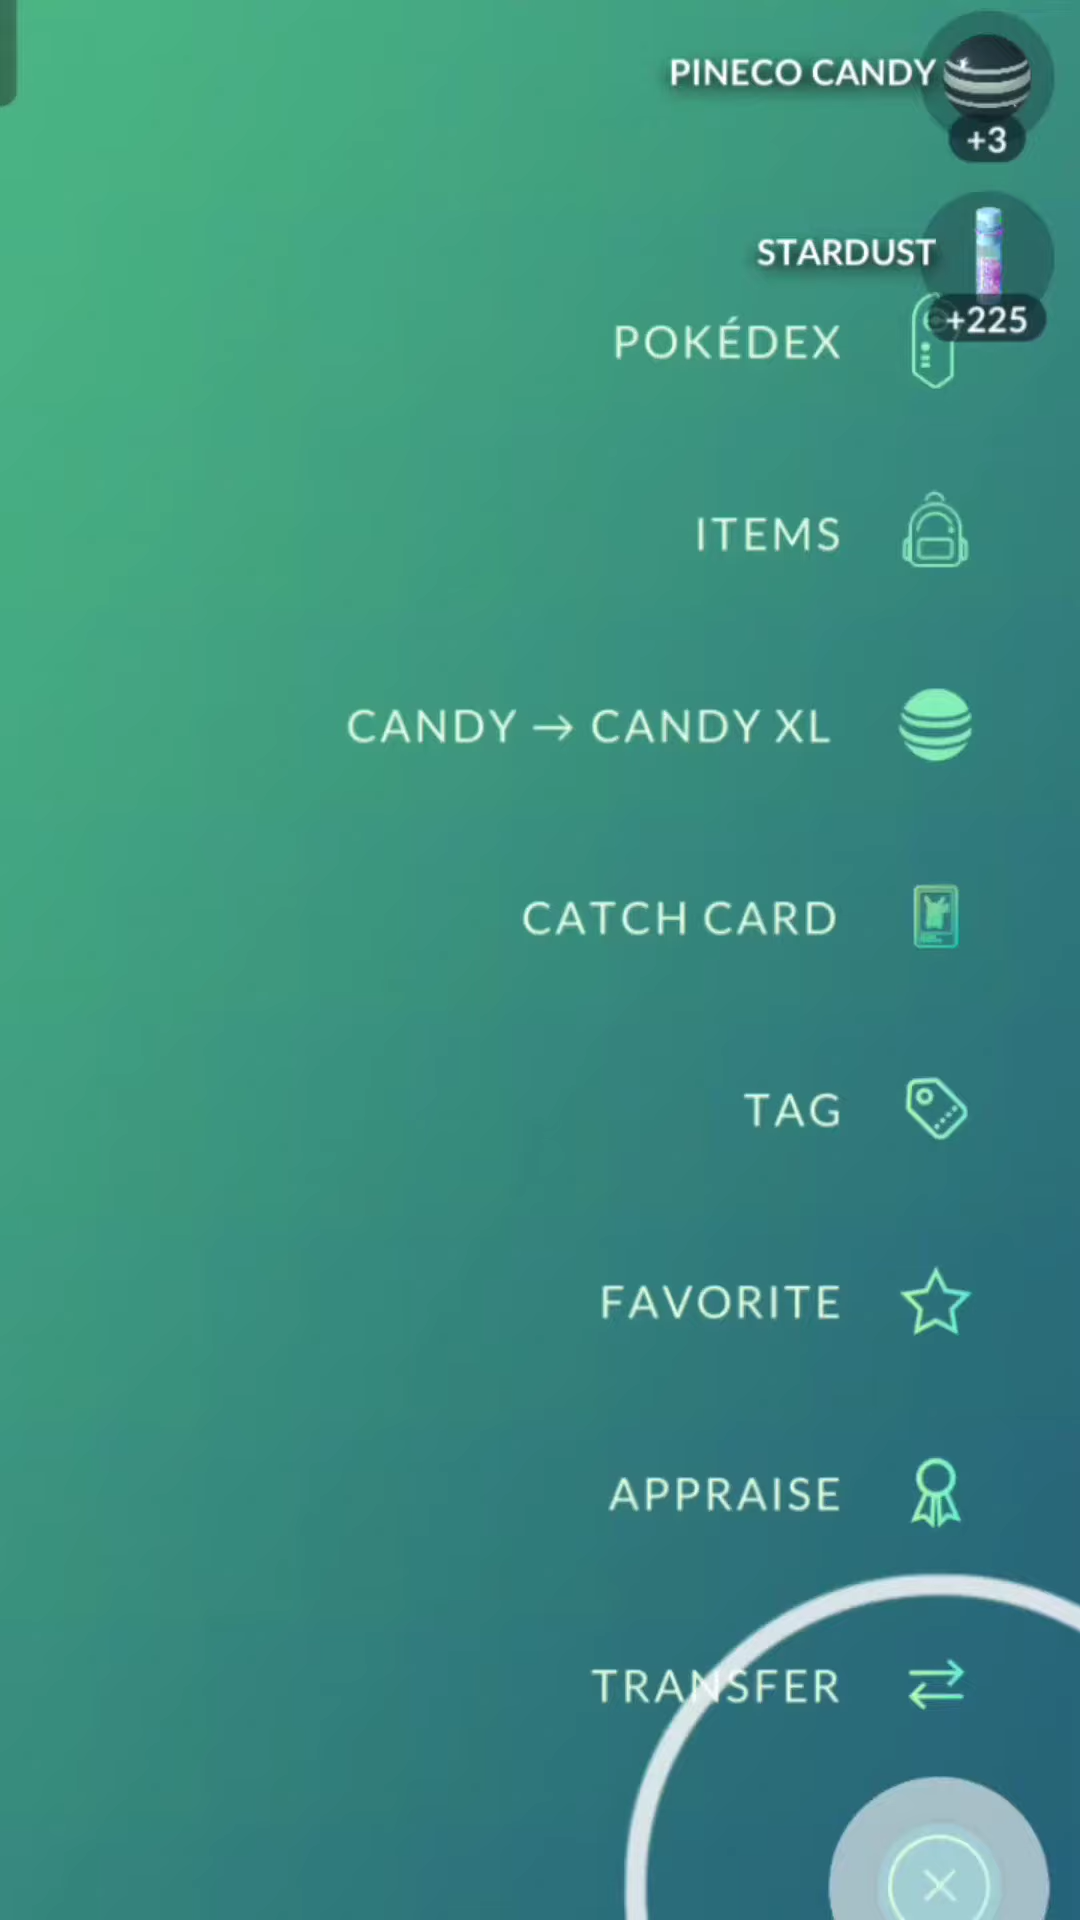 PINECO CANDY
+3
STARDUST
+225
POKÉDEX
ITEMS
CANDY → CANDY XL
CATCH CARD
TAG
FAVORITE
APPRAISE
TRANSFER